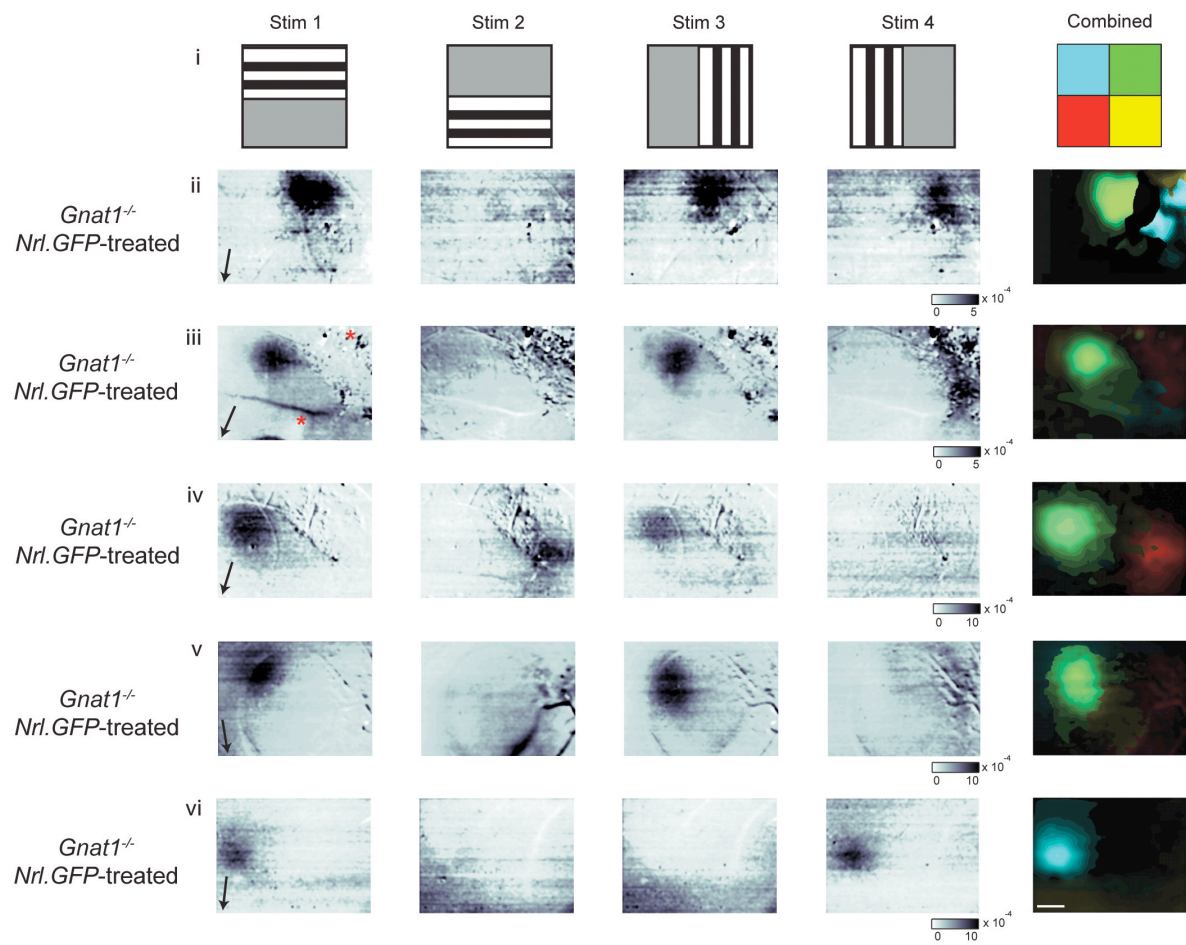 Stim 1 Stim 2 Stim 3 Stim 4 Combined
i
ii
Gnat1-/-
Nrl.GFP-treated
0 5 x 10-4
iii
Gnat1-/-
Nrl.GFP-treated
* *
0 5 x 10-4
iv
Gnat1-/-
Nrl.GFP-treated
0 10 x 10-4
v
Gnat1-/-
Nrl.GFP-treated
0 10 x 10-4
vi
Gnat1-/-
Nrl.GFP-treated
0 10 x 10-4